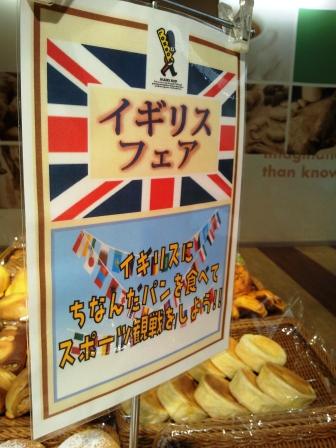 イギリス
フェア
イギリスに
ちなんだパンを食べて
スポーツ観戦をしよう!!
than know